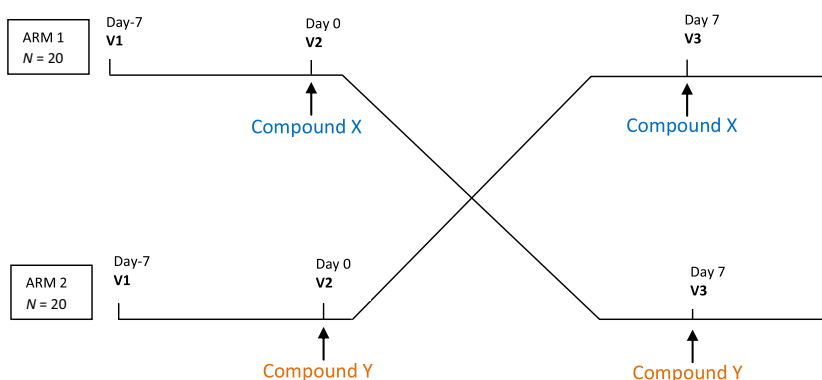 ARM 1
N = 20
Day-7
V1
Day 0
V2
Compound X
Day 7
V3
Compound X
ARM 2
N = 20
Day-7
V1
Day 0
V2
Compound Y
Day 7
V3
Compound Y